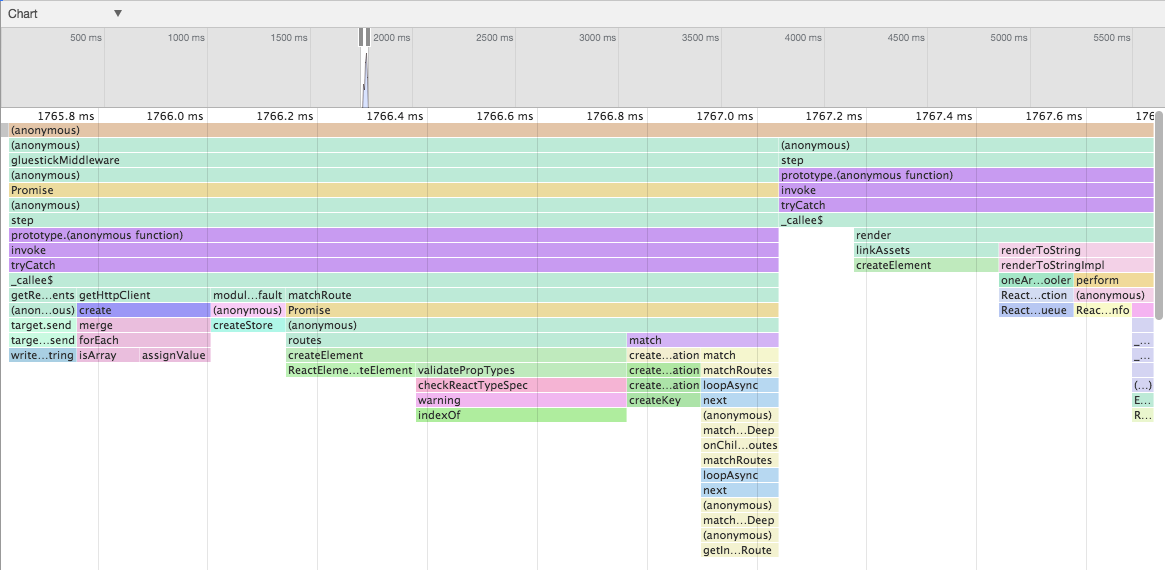 Chart ▼
500 ms 1000 ms 1500 ms 2000 ms 2500 ms 3000 ms 3500 ms 4000 ms 4500 ms 5000 ms 5500 ms
1765.8 ms 1766.0 ms 1766.2 ms 1766.4 ms 1766.6 ms 1766.8 ms 1767.0 ms 1767.2 ms 1767.4 ms 1767.6 ms 176
(anonymous)
(anonymous) (anonymous)
gluestickMiddleware step
(anonymous) prototype.(anonymous function)
Promise invoke
(anonymous) tryCatch
step _callee$
prototype.(anonymous function) render
invoke linkAssets renderToString
tryCatch createElement renderToStringImpl
_callee$ oneAr...ooler perform
getRe...ents getHttpClient modul...fault matchRoute React...ction (anonymous)
(anon...ous) create (anonymous) Promise React...ueue Reac...nfo
target.send merge createStore (anonymous)
targe...send forEach routes match _...
write...tring isArray assignValue createElement create...ation match _...
ReactEleme...teElement validatePropTypes create...ation matchRoutes
checkReactTypeSpec create...ation loopAsync (...)
warning createKey next E...
indexOf (anonymous) R...
match...Deep
onChil...outes
matchRoutes
loopAsync
next
(anonymous)
match...Deep
(anonymous)
getIn...Route